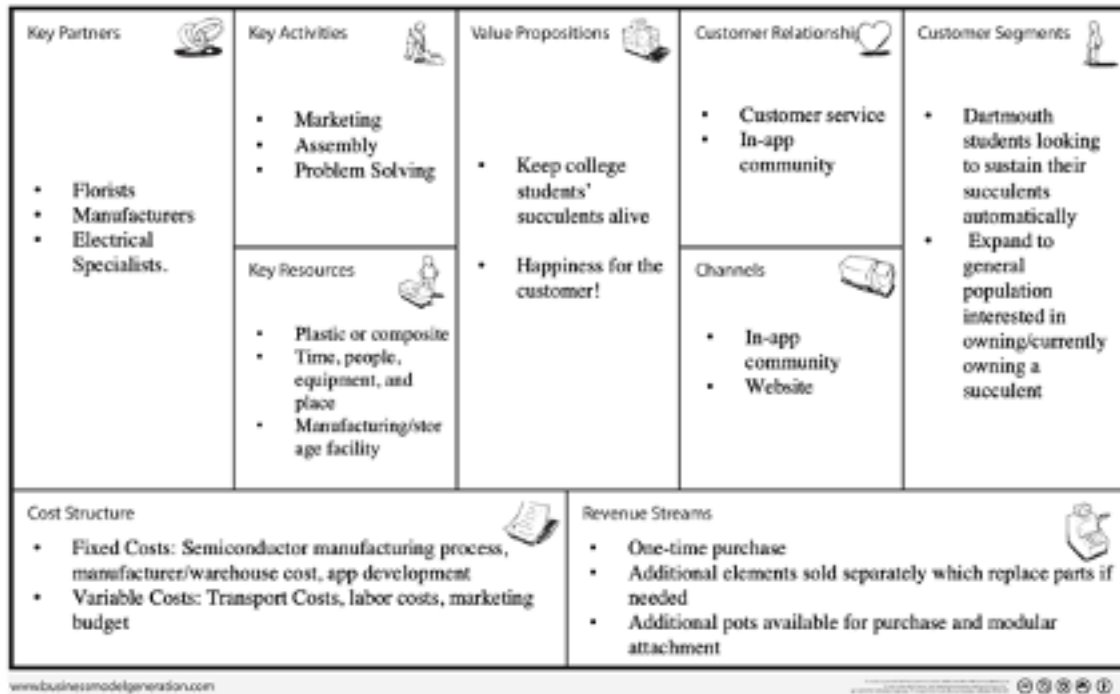 Key Partners
• Florists
• Manufacturers
• Electrical
Specialists.
Key Activities
• Marketing
• Assembly
• Problem Solving
Key Resources
• Plastic or composite
• Time, people,
equipment, and
place
• Manufacturing/stor
age facility
Value Propositions
• Keep college
students'
succulents alive
• Happiness for the
customer!
Customer Relationshi
• Customer service
• In-app
community
Channels
• In-app
community
• Website
Customer Segments
• Dartmouth
students looking
to sustain their
succulents
automatically
• Expand to
general
population
interested in
owning/currently
owning a
succulent
Cost Structure
• Fixed Costs: Semiconductor manufacturing process,
manufacturer/warehouse cost, app development
• Variable Costs: Transport Costs, labor costs, marketing
budget
Revenue Streams
• One-time purchase
• Additional elements sold separately which replace parts if
needed
• Additional pots available for purchase and modular
attachment
www.businessmodelgeneration.com